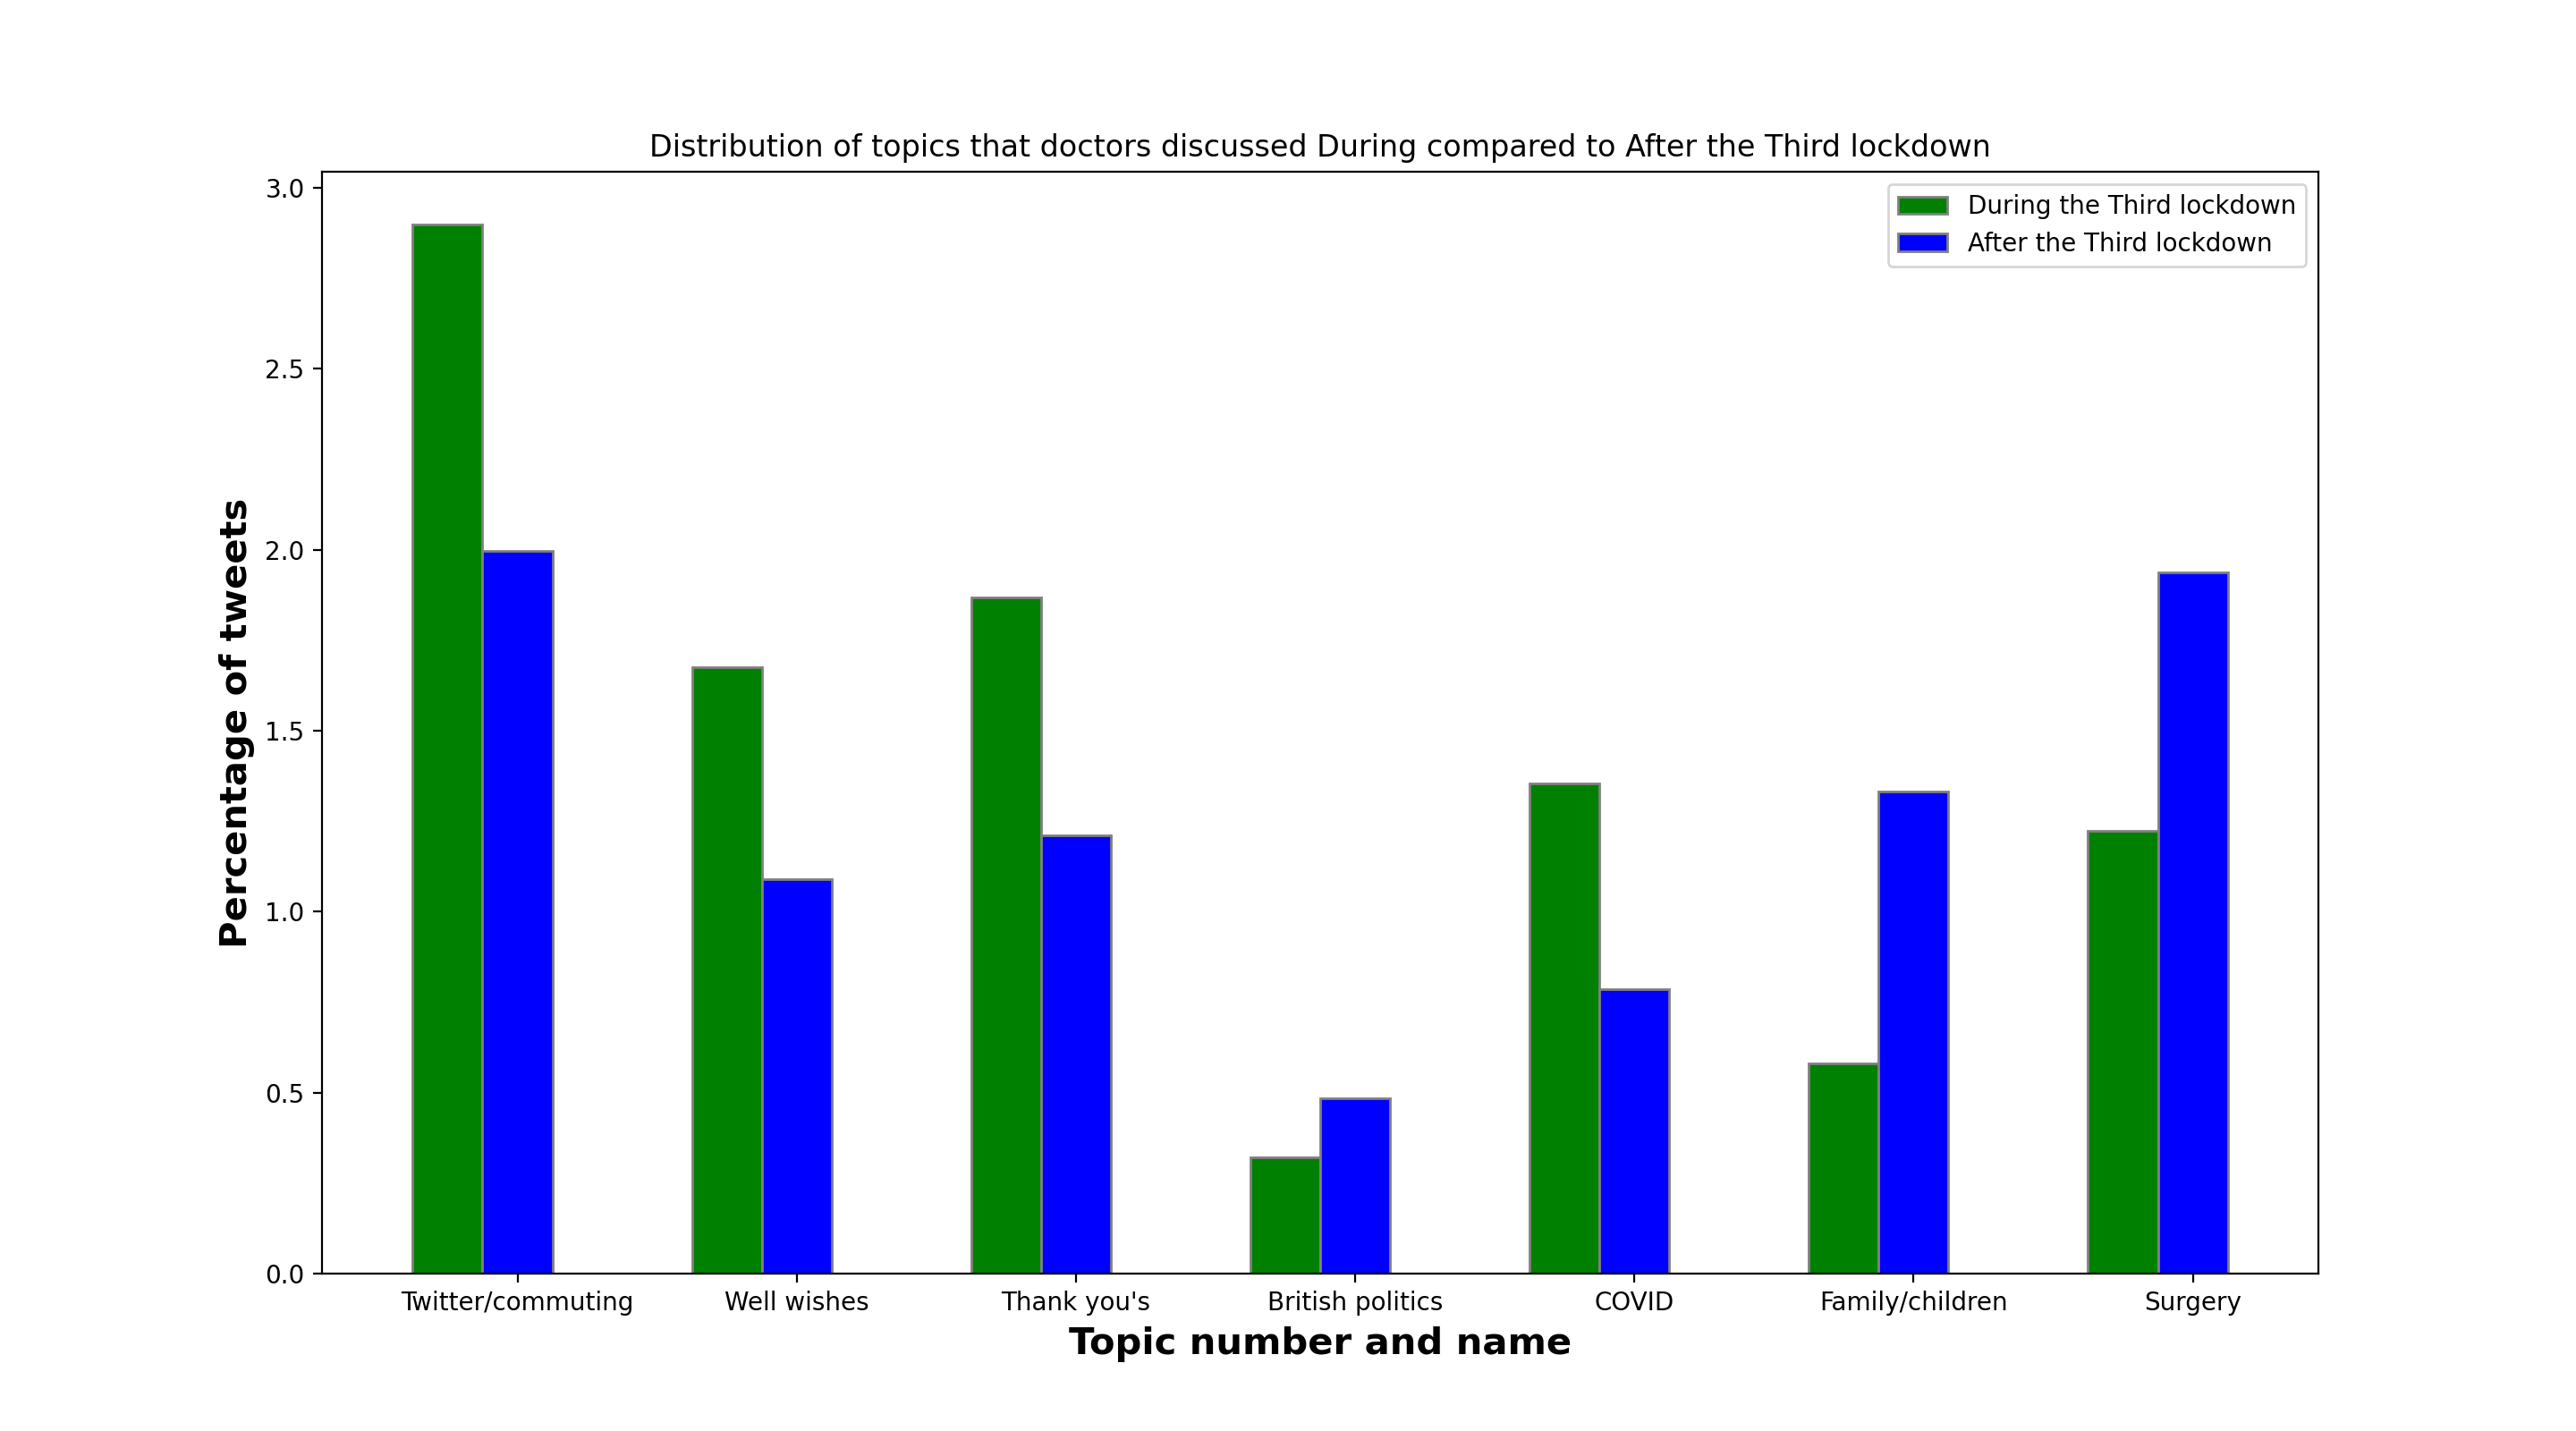 Distribution of topics that doctors discussed During compared to After the Third lockdown
During the Third lockdown
After the Third lockdown
Percentage of tweets
3.0
2.5
2.0
1.5
1.0
0.5
0.0
Twitter/commuting Well wishes Thank you's British politics COVID Family/children Surgery
Topic number and name